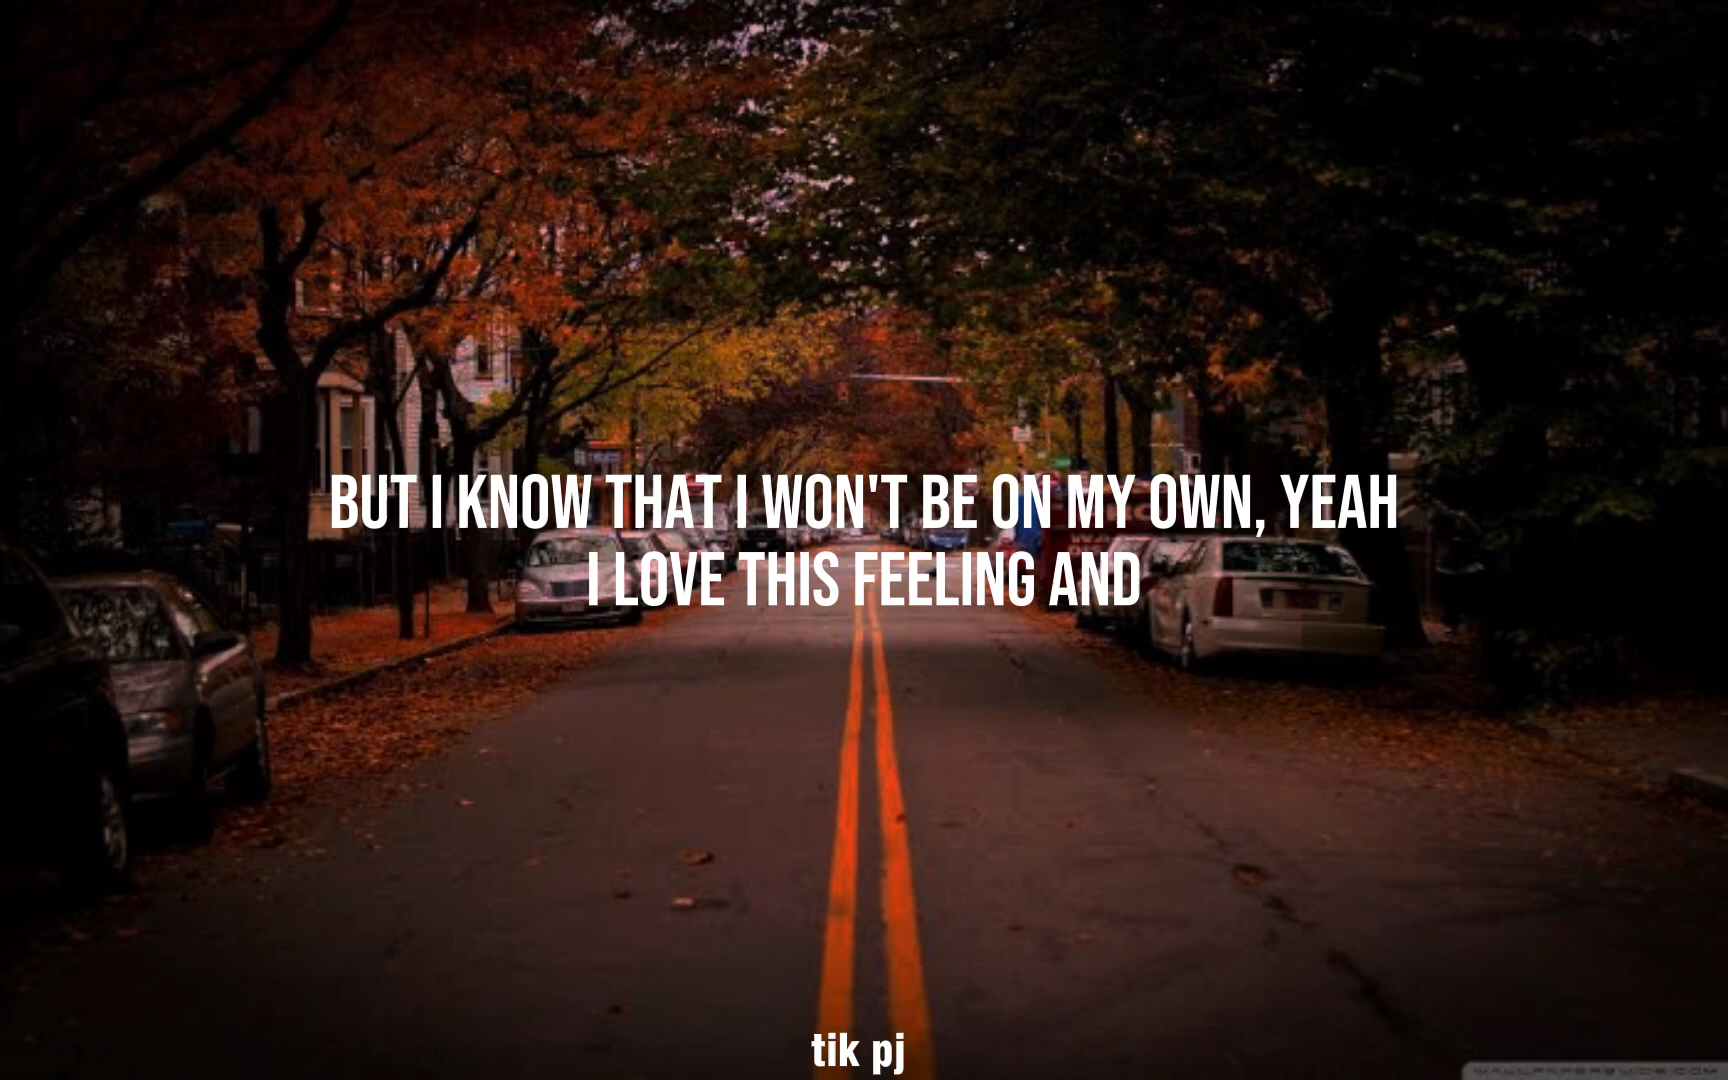 BUT I KNOW THAT I WON'T BE ON MY OWN, YEAH
I LOVE THIS FEELING AND
tik pj